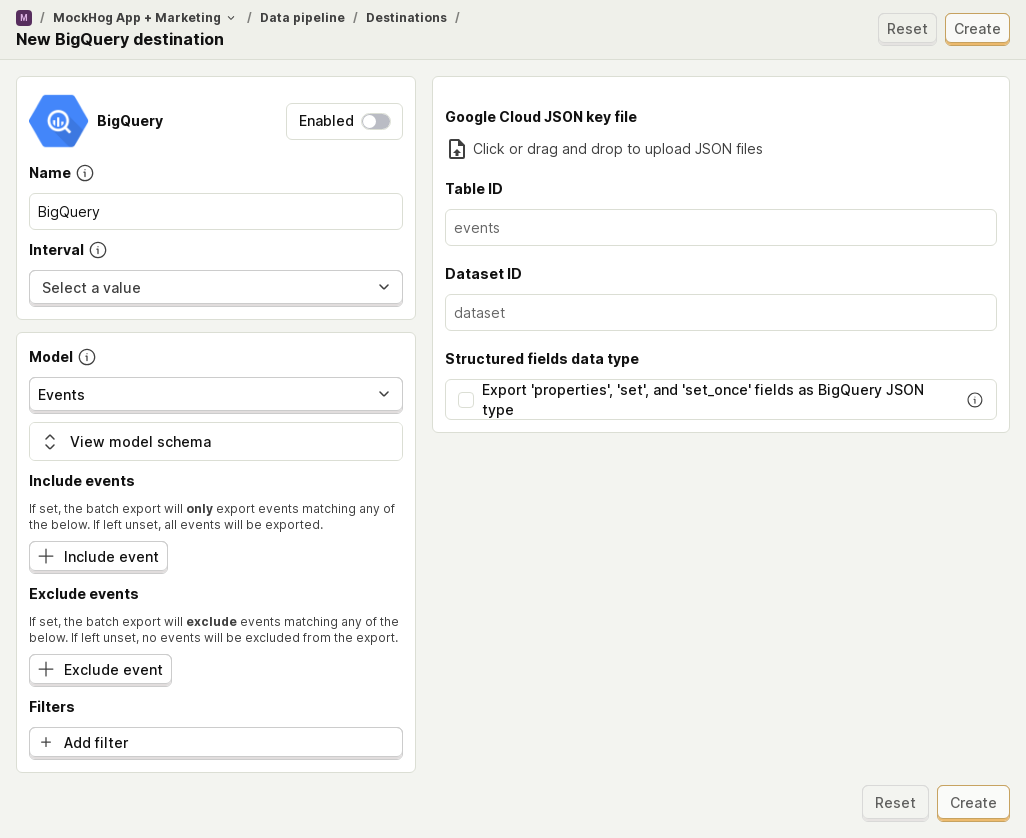 M / MockHog App + Marketing / Data pipeline / Destinations /
New BigQuery destination
Reset
Create
BigQuery
Enabled
Name
BigQuery
Interval
Select a value
Model
Events
View model schema
Include events
If set, the batch export will only export events matching any of
the below. If left unset, all events will be exported.
Include event
Exclude events
If set, the batch export will exclude events matching any of the
below. If left unset, no events will be excluded from the export.
Exclude event
Filters
Add filter
Google Cloud JSON key file
Click or drag and drop to upload JSON files
Table ID
events
Dataset ID
dataset
Structured fields data type
Export 'properties', 'set', and 'set_once' fields as BigQuery JSON
type
Reset
Create